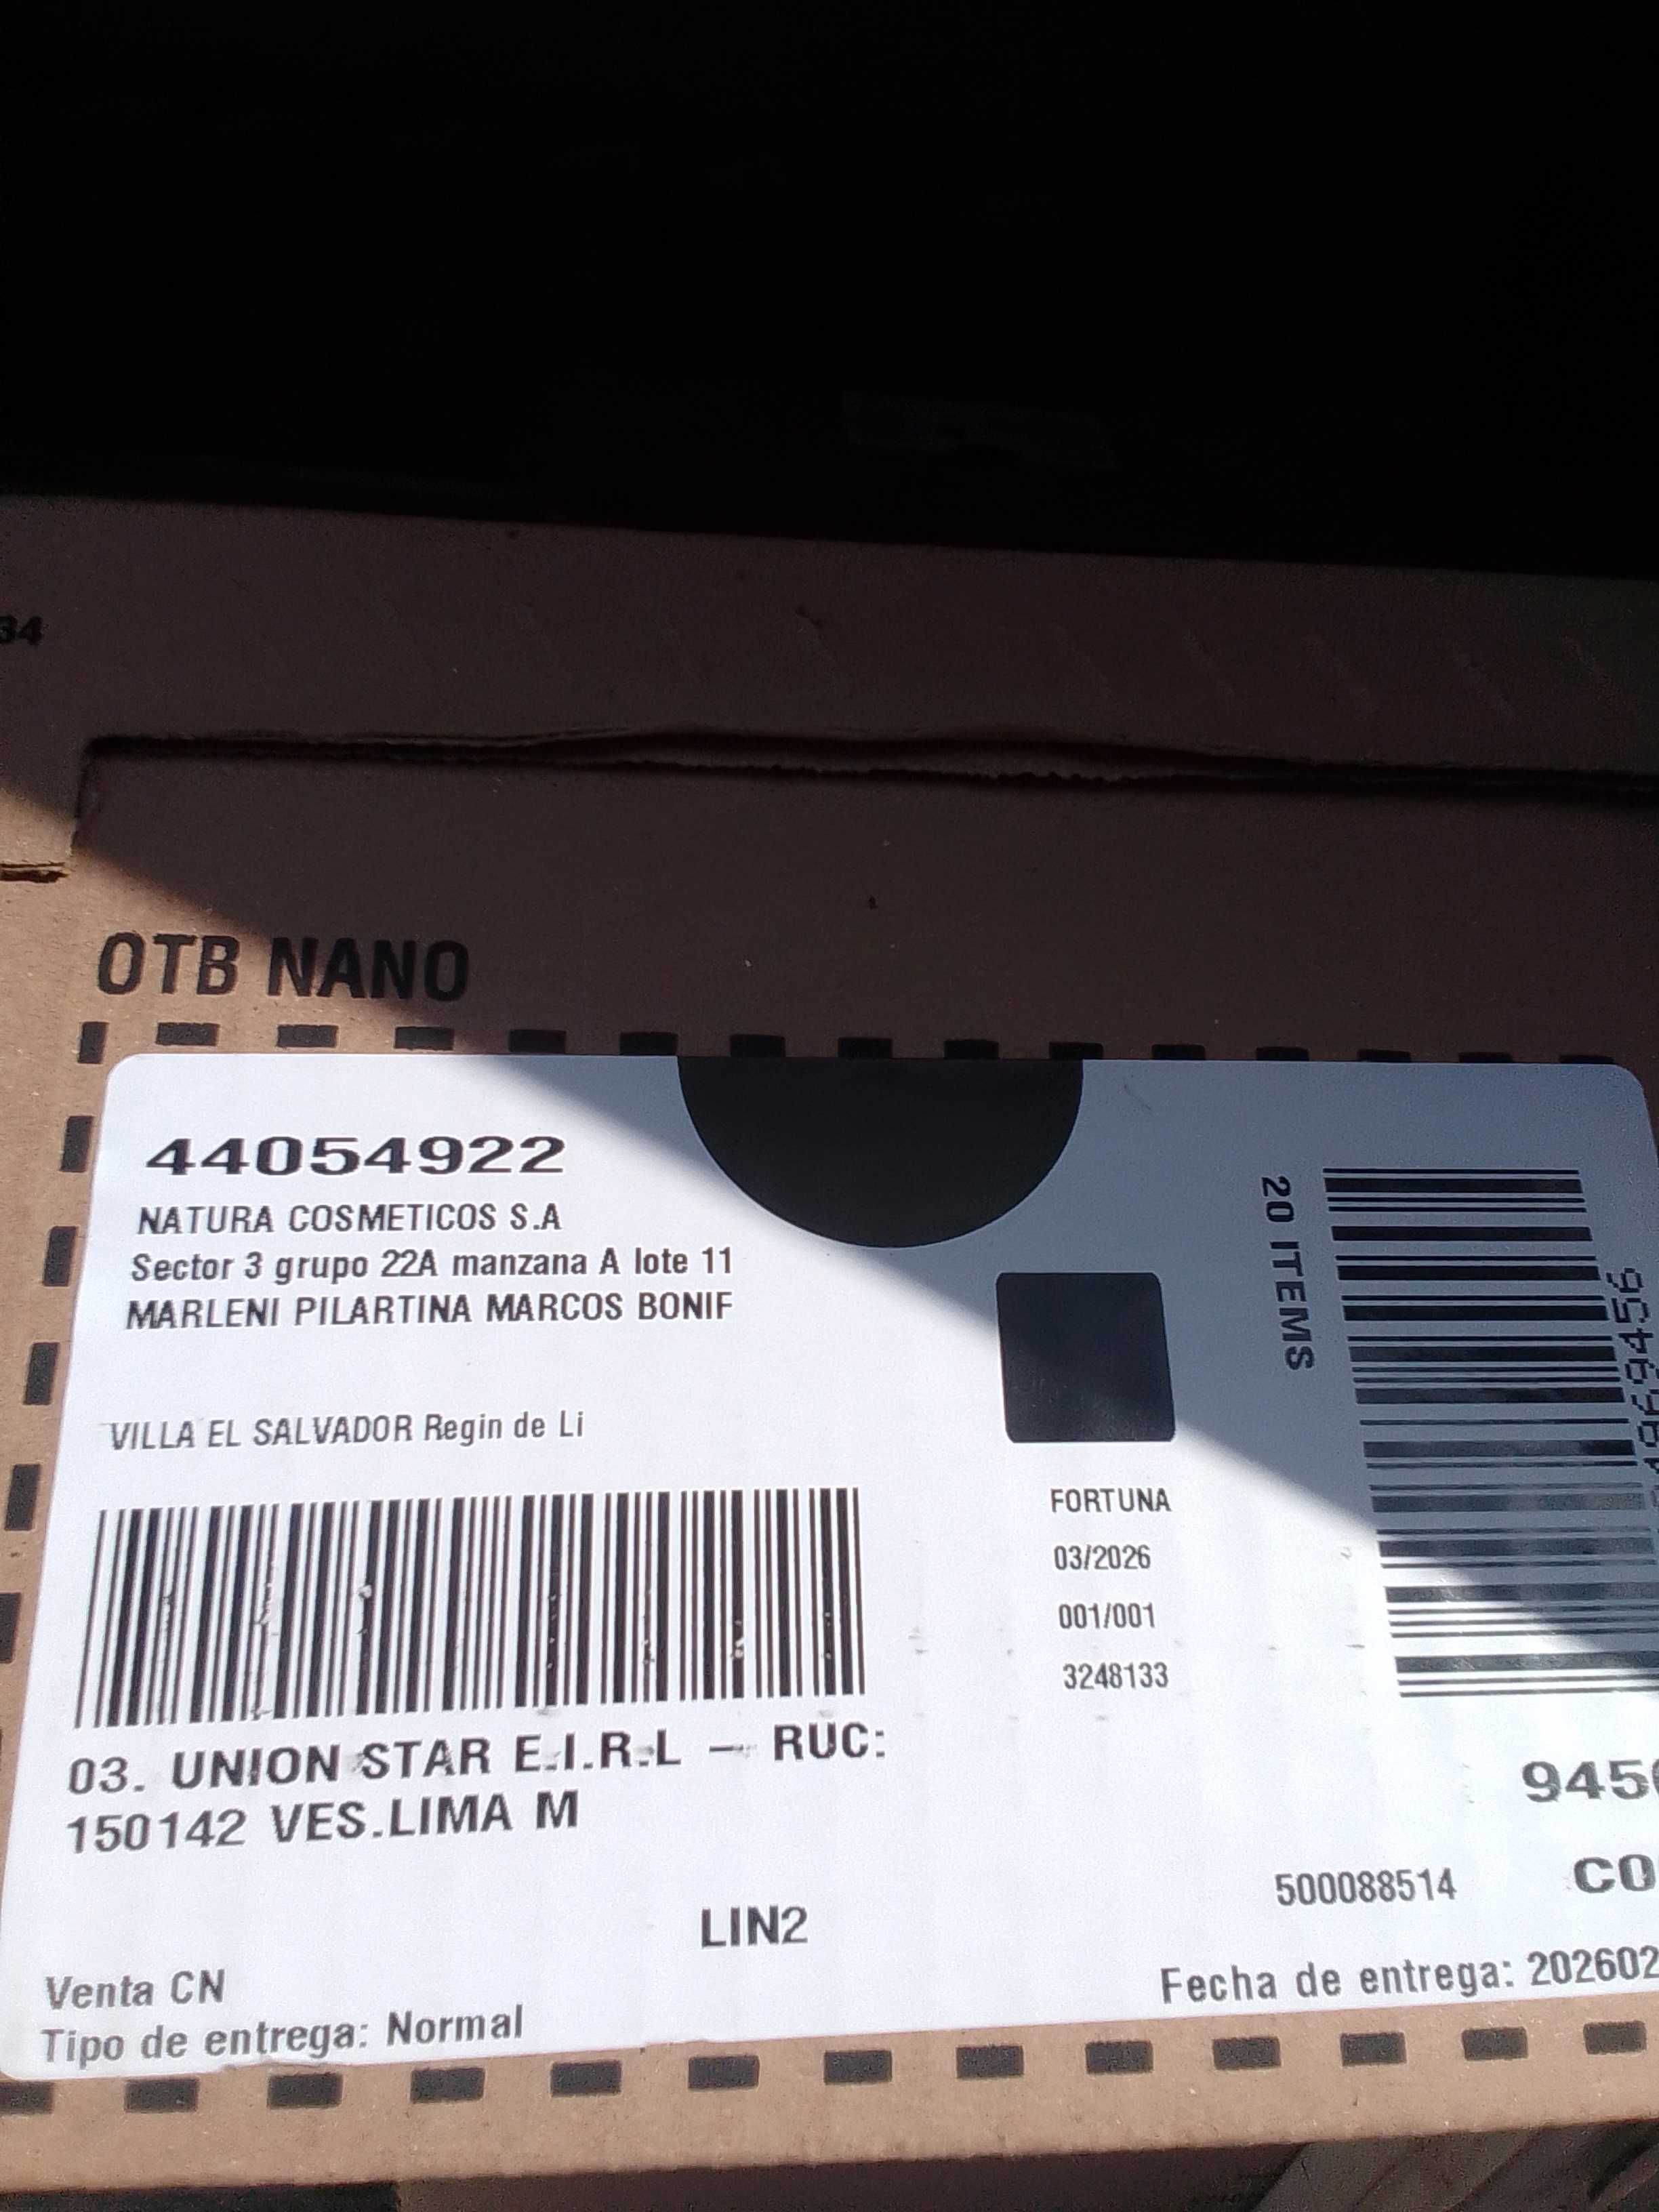 34
OTB NANO
44054922
NATURA COSMETICOS S.A
Sector 3 grupo 22A manzana A lote 11
MARLENI PILARTINA MARCOS BONIF
VILLA EL SALVADOR Regin de Li
20 ITEMS
FORTUNA
03/2026
001/001
3248133
03. UNION STAR E.I.R.L – RUC:
150142 VES.LIMA M
945
500088514
CO
LIN2
Venta CN
Fecha de entrega: 202602
Tipo de entrega: Normal